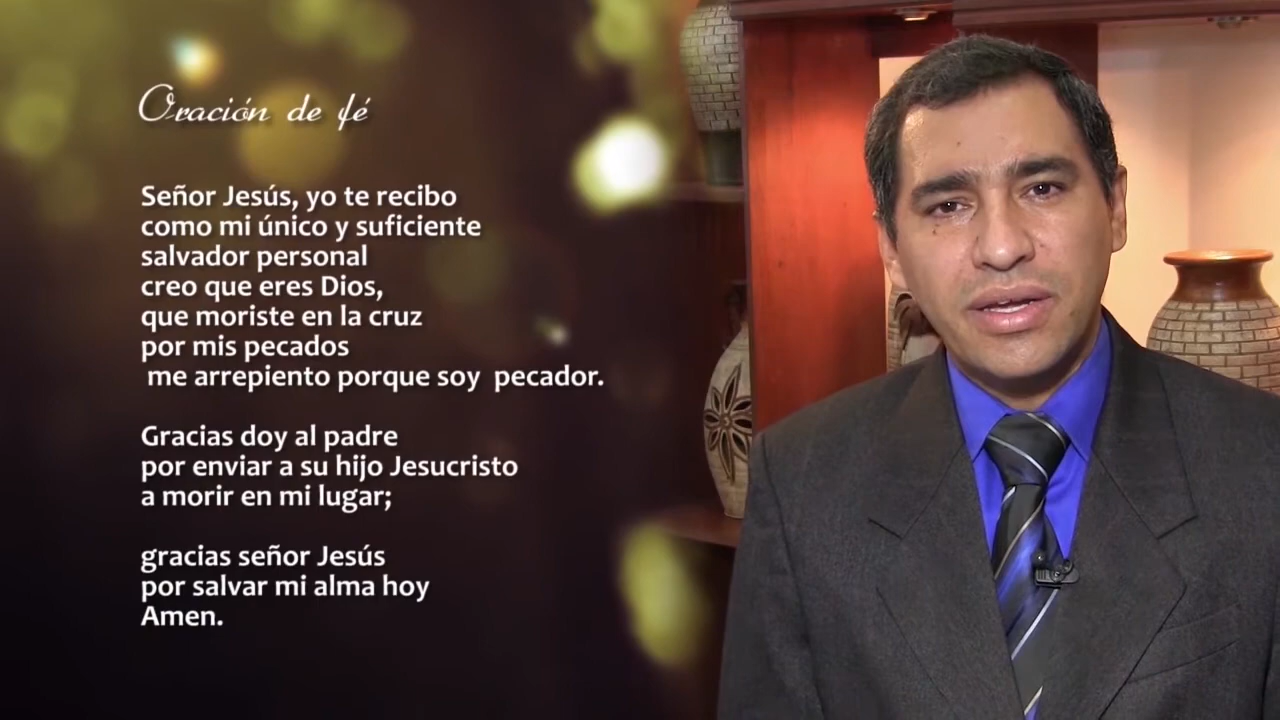 Oración de fé
Señor Jesús, yo te recibo
como mi único y suficiente
salvador personal
creo que eres Dios,
que moriste en la cruz
por mis pecados
me arrepiento porque soy pecador.
Gracias doy al padre
por enviar a su hijo Jesucristo
a morir en mi lugar;
gracias señor Jesús
por salvar mi alma hoy
Amen.